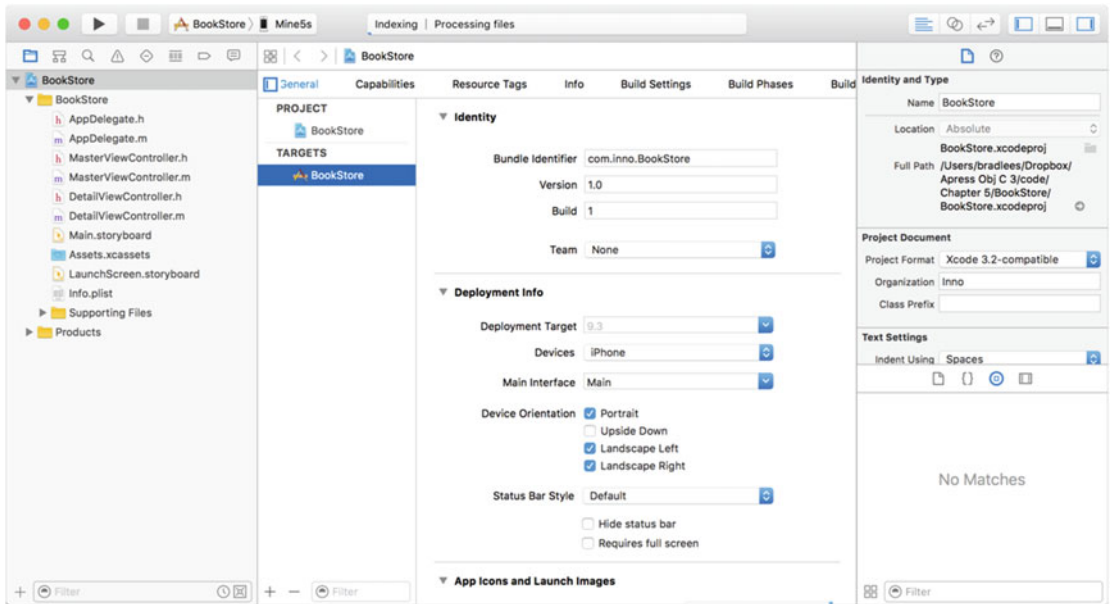 BookStore
Mine5s
Indexing | Processing files
BookStore
BookStore
BookStore
AppDelegate.h
AppDelegate.m
MasterViewController.h
MasterViewController.m
DetailViewController.h
DetailViewController.m
Main.storyboard
Assets.xcassets
LaunchScreen.storyboard
Info.plist
Supporting Files
Products
Filter
General
Capabilities
Resource Tags
Info
Build Settings
Build Phases
Build
PROJECT
BookStore
TARGETS
BookStore
Filter
Identity
Bundle Identifier com.inno.BookStore
Version 1.0
Build 1
Team None
Deployment Info
Deployment Target 9.3
Devices iPhone
Main Interface Main
Device Orientation Portrait
Upside Down
Landscape Left
Landscape Right
Status Bar Style Default
Hide status bar
Requires full screen
App Icons and Launch Images
Identity and Type
Name BookStore
Location Absolute
BookStore.xcodeproj
Full Path /Users/bradlees/Dropbox/
Apress Obj C 3/code/
Chapter 5/BookStore/
BookStore.xcodeproj
Project Document
Project Format Xcode 3.2-compatible
Organization Inno
Class Prefix
Text Settings
Indent Using Spaces
No Matches
Filter